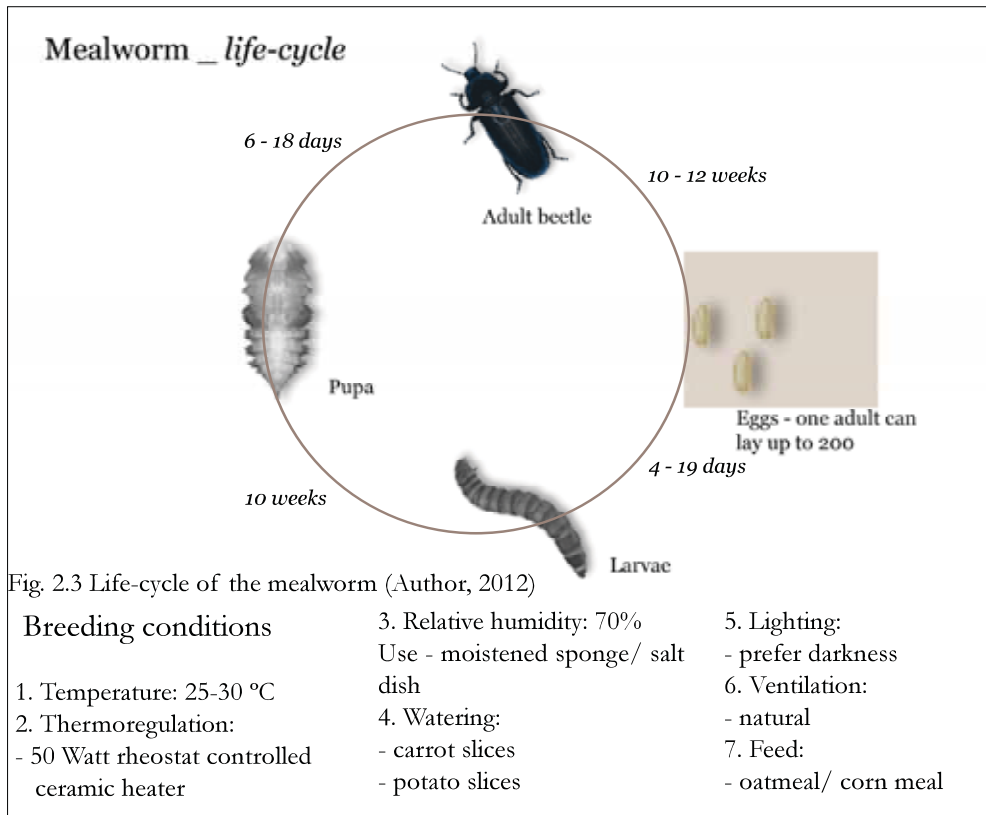 Mealworm _ life-cycle
6 - 18 days
10 - 12 weeks
Adult beetle
Pupa
Eggs - one adult can
lay up to 200
4 - 19 days
10 weeks
Larvae
Fig. 2.3 Life-cycle of the mealworm (Author, 2012)
Breeding conditions
1. Temperature: 25-30 ºC
2. Thermoregulation:
- 50 Watt rheostat controlled
ceramic heater
3. Relative humidity: 70%
Use - moistened sponge/ salt
dish
4. Watering:
- carrot slices
- potato slices
5. Lighting:
- prefer darkness
6. Ventilation:
- natural
7. Feed:
- oatmeal/ corn meal